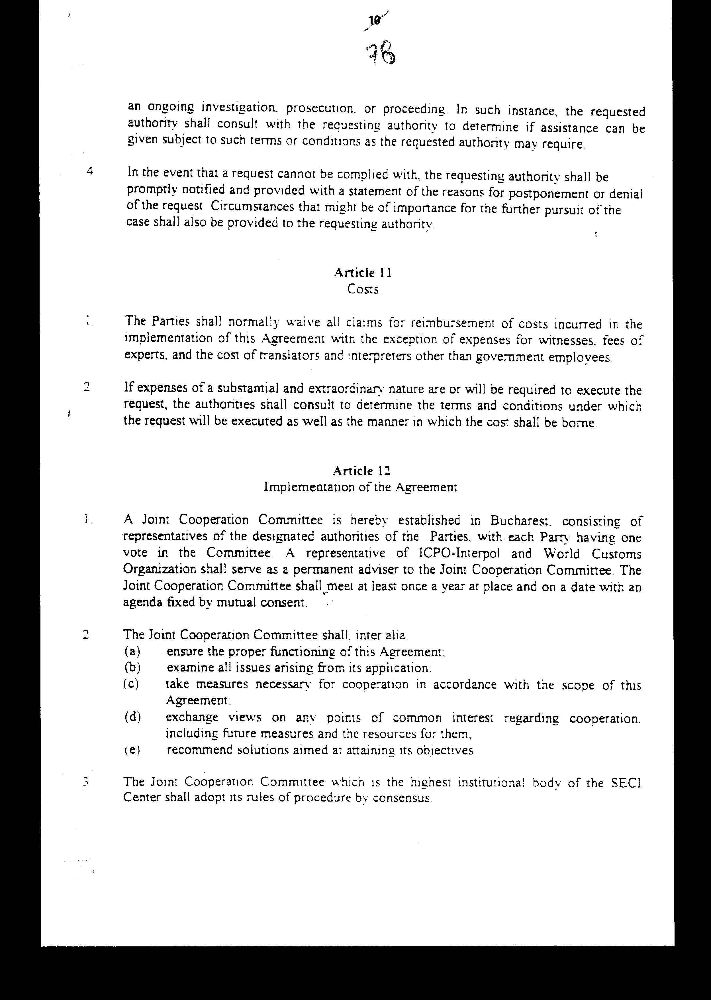 10
78
an ongoing investigation, prosecution, or proceeding. In such instance, the requested
authority shall consult with the requesting authority to determine if assistance can be
given subject to such terms or conditions as the requested authority may require.
4 In the event that a request cannot be complied with, the requesting authority shall be
promptly notified and provided with a statement of the reasons for postponement or denial
of the request Circumstances that might be of importance for the further pursuit of the
case shall also be provided to the requesting authority.
Article 11
Costs
1. The Parties shall normally waive all claims for reimbursement of costs incurred in the
implementation of this Agreement with the exception of expenses for witnesses, fees of
experts, and the cost of translators and interpreters other than government employees.
2 If expenses of a substantial and extraordinary nature are or will be required to execute the
request, the authorities shall consult to determine the terms and conditions under which
the request will be executed as well as the manner in which the cost shall be borne.
Article 12
Implementation of the Agreement
1. A Joint Cooperation Committee is hereby established in Bucharest, consisting of
representatives of the designated authorities of the Parties, with each Party having one
vote in the Committee. A representative of ICPO-Interpol and World Customs
Organization shall serve as a permanent adviser to the Joint Cooperation Committee. The
Joint Cooperation Committee shall meet at least once a year at place and on a date with an
agenda fixed by mutual consent.
2. The Joint Cooperation Committee shall, inter alia
(a) ensure the proper functioning of this Agreement;
(b) examine all issues arising from its application;
(c) take measures necessary for cooperation in accordance with the scope of this
Agreement;
(d) exchange views on any points of common interest regarding cooperation,
including future measures and the resources for them,
(e) recommend solutions aimed at attaining its objectives
3 The Joint Cooperation Committee which is the highest institutional body of the SECI
Center shall adopt its rules of procedure by consensus.